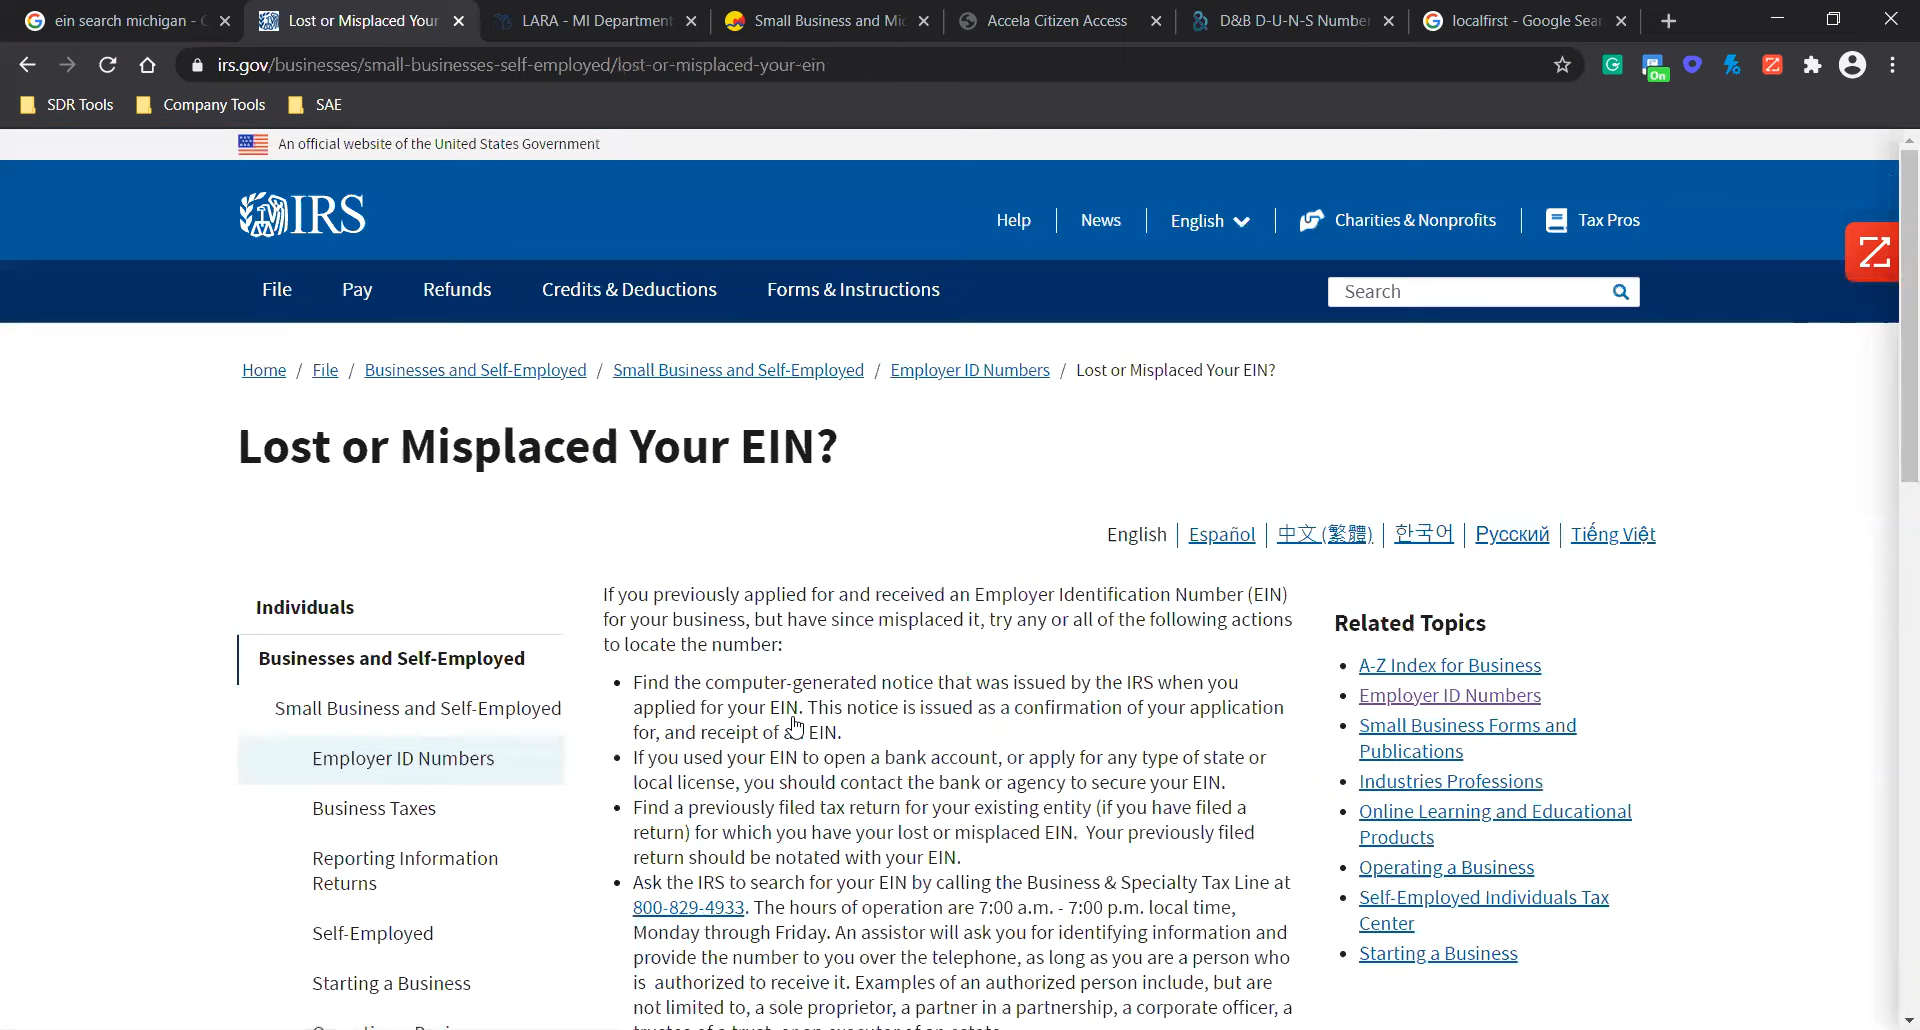 ein search michigan -
Lost or Misplaced Your
LARA - MI Department
Small Business and Mi
Accela Citizen Access
D&B D-U-N-S Number
localfirst - Google Sea
irs.gov/businesses/small-businesses-self-employed/lost-or-misplaced-your-ein
On
SDR Tools
Company Tools
SAE
An official website of the United States Government
IRS
Help
News
English
Charities & Nonprofits
Tax Pros
File
Pay
Refunds
Credits & Deductions
Forms & Instructions
Search
Home / File / Businesses and Self-Employed / Small Business and Self-Employed / Employer ID Numbers / Lost or Misplaced Your EIN?
Lost or Misplaced Your EIN?
English | Español | 中文 (繁體) | 한국어 | Русский | Tiếng Việt
Individuals
Businesses and Self-Employed
Small Business and Self-Employed
Employer ID Numbers
Business Taxes
Reporting Information
Returns
Self-Employed
Starting a Business
If you previously applied for and received an Employer Identification Number (EIN)
for your business, but have since misplaced it, try any or all of the following actions
to locate the number:
• Find the computer-generated notice that was issued by the IRS when you
applied for your EIN. This notice is issued as a confirmation of your application
for, and receipt of an EIN.
• If you used your EIN to open a bank account, or apply for any type of state or
local license, you should contact the bank or agency to secure your EIN.
• Find a previously filed tax return for your existing entity (if you have filed a
return) for which you have your lost or misplaced EIN. Your previously filed
return should be notated with your EIN.
• Ask the IRS to search for your EIN by calling the Business & Specialty Tax Line at
800-829-4933. The hours of operation are 7:00 a.m. - 7:00 p.m. local time,
Monday through Friday. An assistor will ask you for identifying information and
provide the number to you over the telephone, as long as you are a person who
is authorized to receive it. Examples of an authorized person include, but are
not limited to, a sole proprietor, a partner in a partnership, a corporate officer, a
Related Topics
• A-Z Index for Business
• Employer ID Numbers
• Small Business Forms and
Publications
• Industries Professions
• Online Learning and Educational
Products
• Operating a Business
• Self-Employed Individuals Tax
Center
• Starting a Business